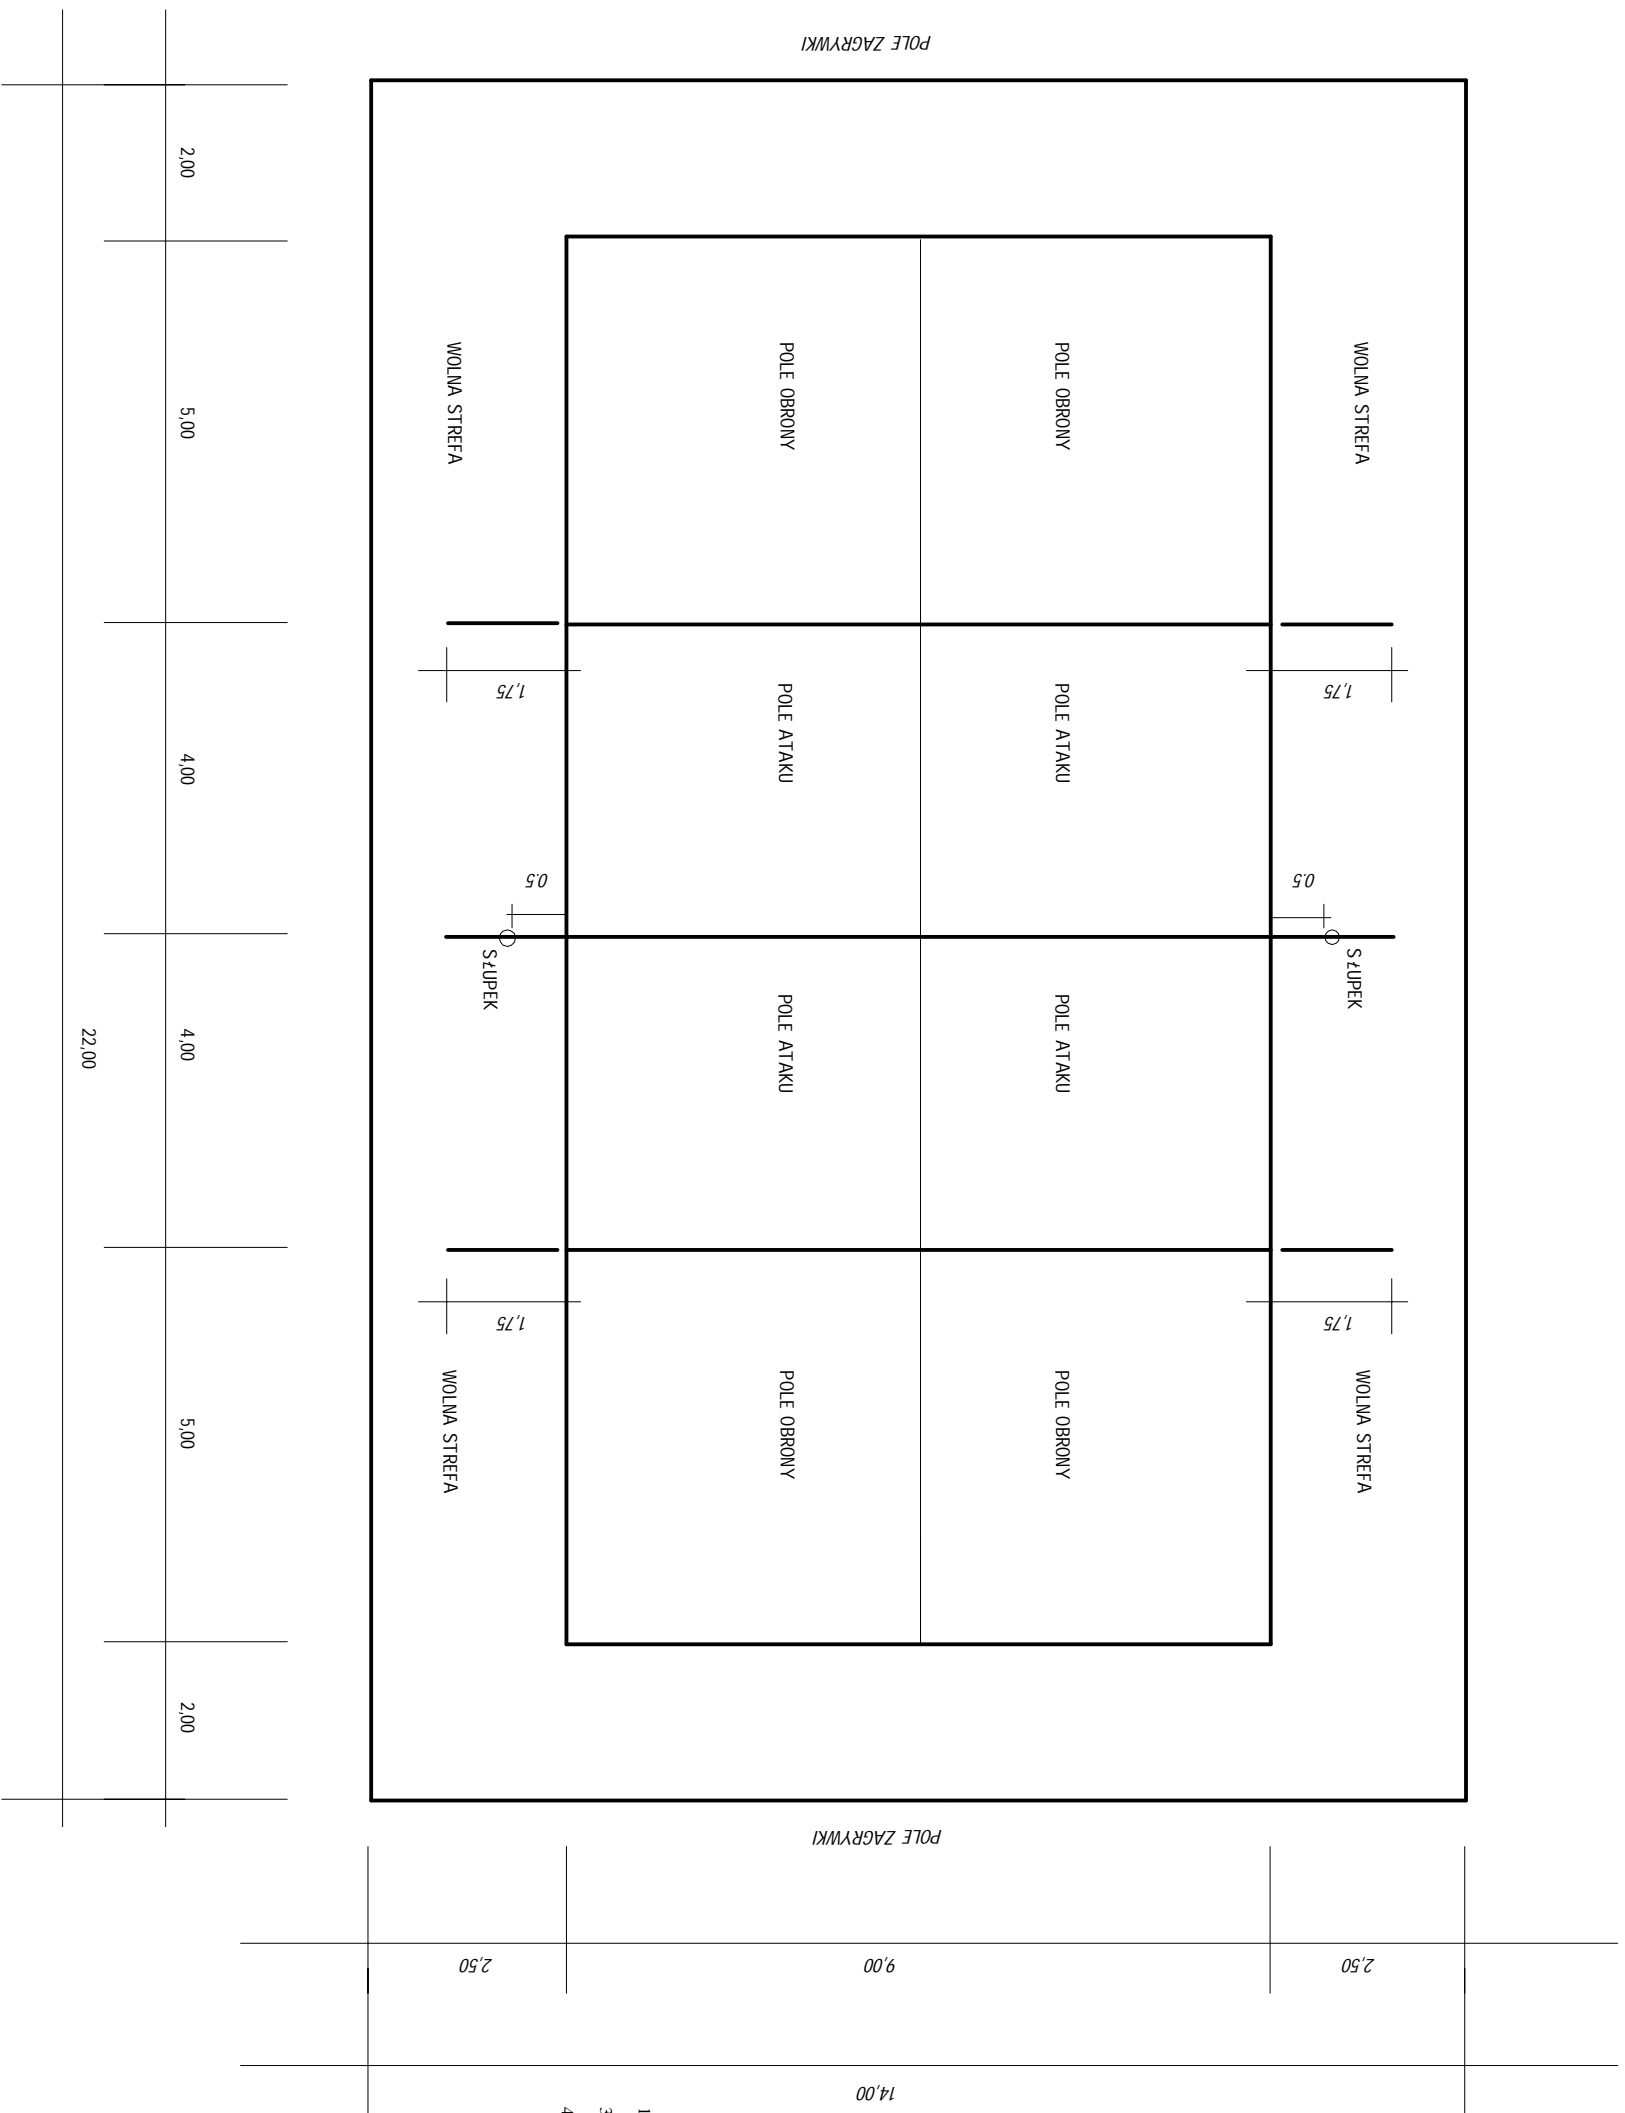 POLE ZAGRYWKI
2,00
5,00
WOLNA STREFA
POLE OBRONY
POLE OBRONY
WOLNA STREFA
1,75
1,75
4,00
POLE ATAKU
POLE ATAKU
0.5
0.5
SŁUPEK
SŁUPEK
22,00
4,00
POLE ATAKU
POLE ATAKU
1,75
1,75
5,00
WOLNA STREFA
POLE OBRONY
POLE OBRONY
WOLNA STREFA
2,00
POLE ZAGRYWKI
2,50
9,00
2,50
14,00
1
3
4